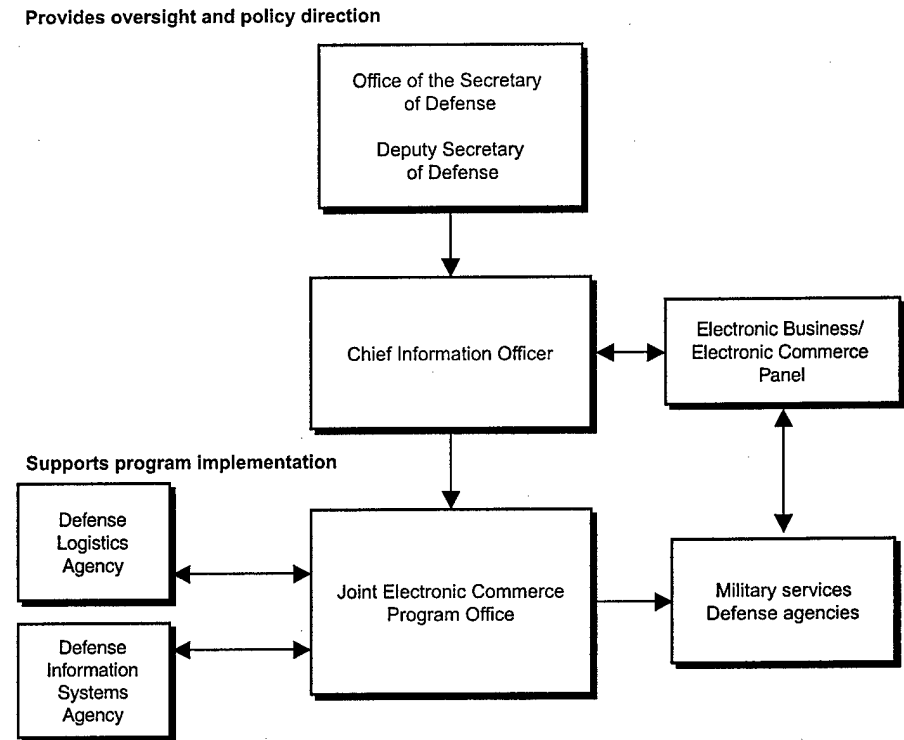 Provides oversight and policy direction
Office of the Secretary
of Defense
Deputy Secretary
of Defense
Chief Information Officer
Electronic Business/
Electronic Commerce
Panel
Supports program implementation
Defense
Logistics
Agency
Joint Electronic Commerce
Program Office
Military services
Defense agencies
Defense
Information
Systems
Agency